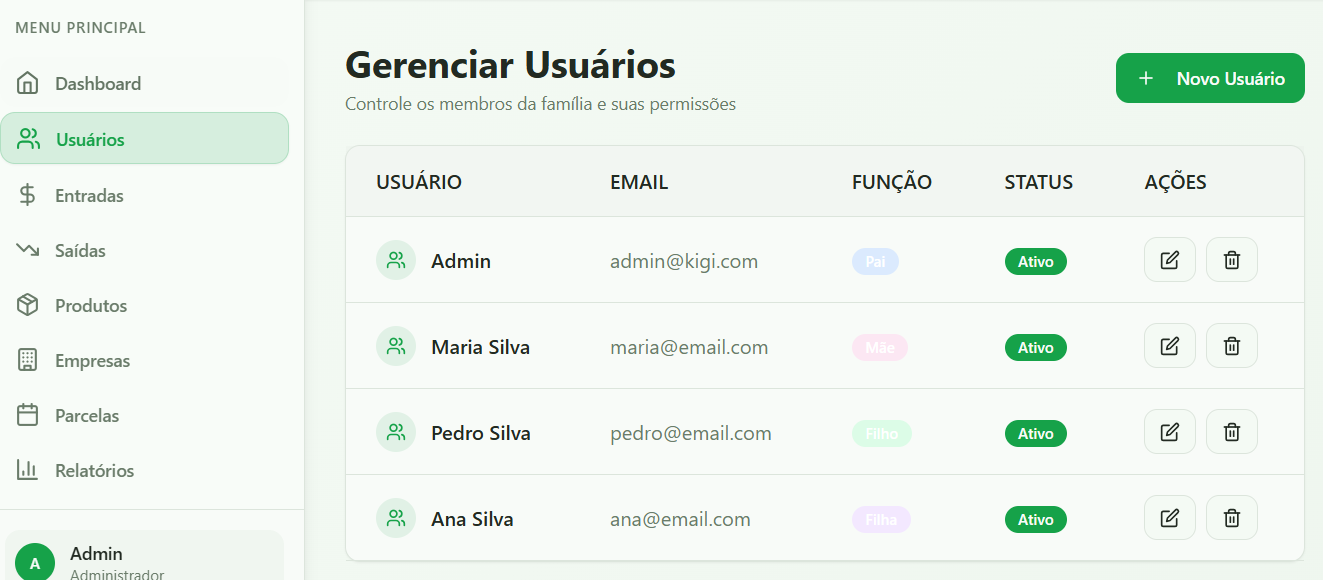 MENU PRINCIPAL
Dashboard
Usuários
Entradas
Saídas
Produtos
Empresas
Parcelas
Relatórios
A
Admin
Administrador
Gerenciar Usuários
Controle os membros da família e suas permissões
+ Novo Usuário
USUÁRIO EMAIL FUNÇÃO STATUS AÇÕES
Admin admin@kigi.com Pai Ativo
Maria Silva maria@email.com Mãe Ativo
Pedro Silva pedro@email.com Filho Ativo
Ana Silva ana@email.com Filha Ativo